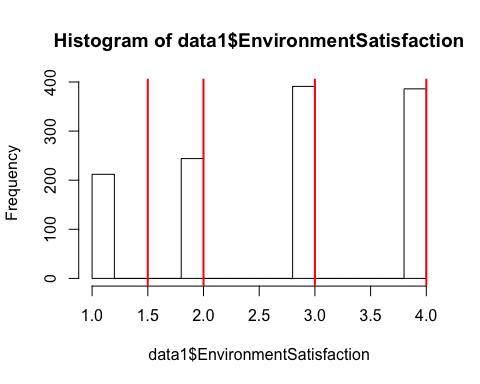 Histogram of data1$EnvironmentSatisfaction
Frequency
400
300
200
100
0
1.0 1.5 2.0 2.5 3.0 3.5 4.0
data1$EnvironmentSatisfaction